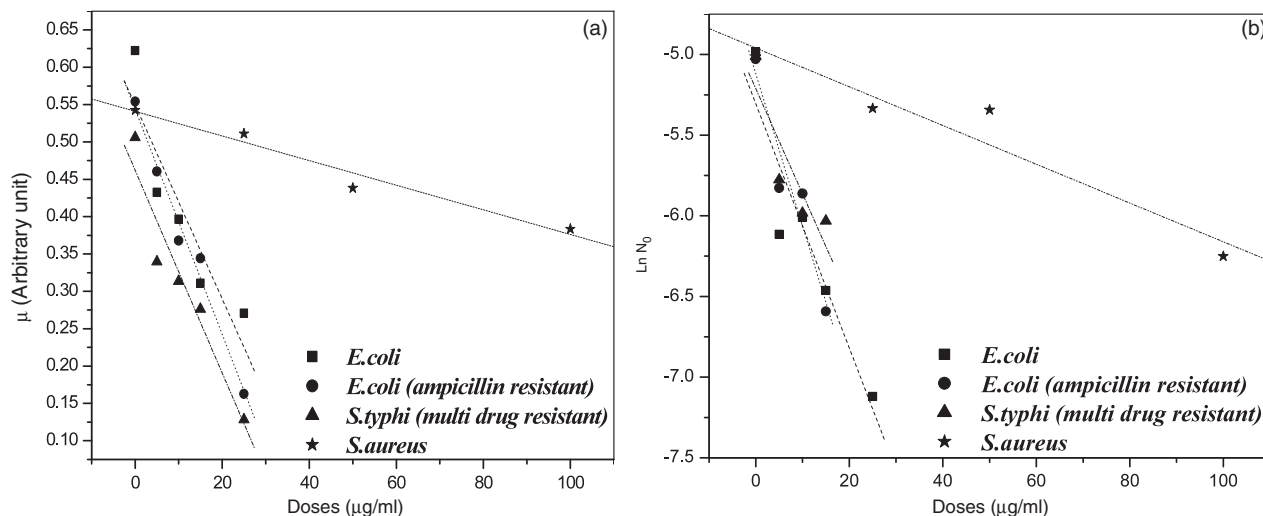 (a)
0.65
0.60
0.55
0.50
0.45
0.40
0.35
0.30
0.25
0.20
0.15
0.10
μ (Arbitrary unit)
E.coli
E.coli (ampicillin resistant)
S.typhi (multi drug resistant)
S.aureus
0 20 40 60 80 100
Doses (μg/ml)
(b)
-5.0
-5.5
-6.0
-6.5
-7.0
-7.5
Ln N0
E.coli
E.coli (ampicillin resistant)
S.typhi (multi drug resistant)
S.aureus
0 20 40 60 80 100
Doses (μg/ml)